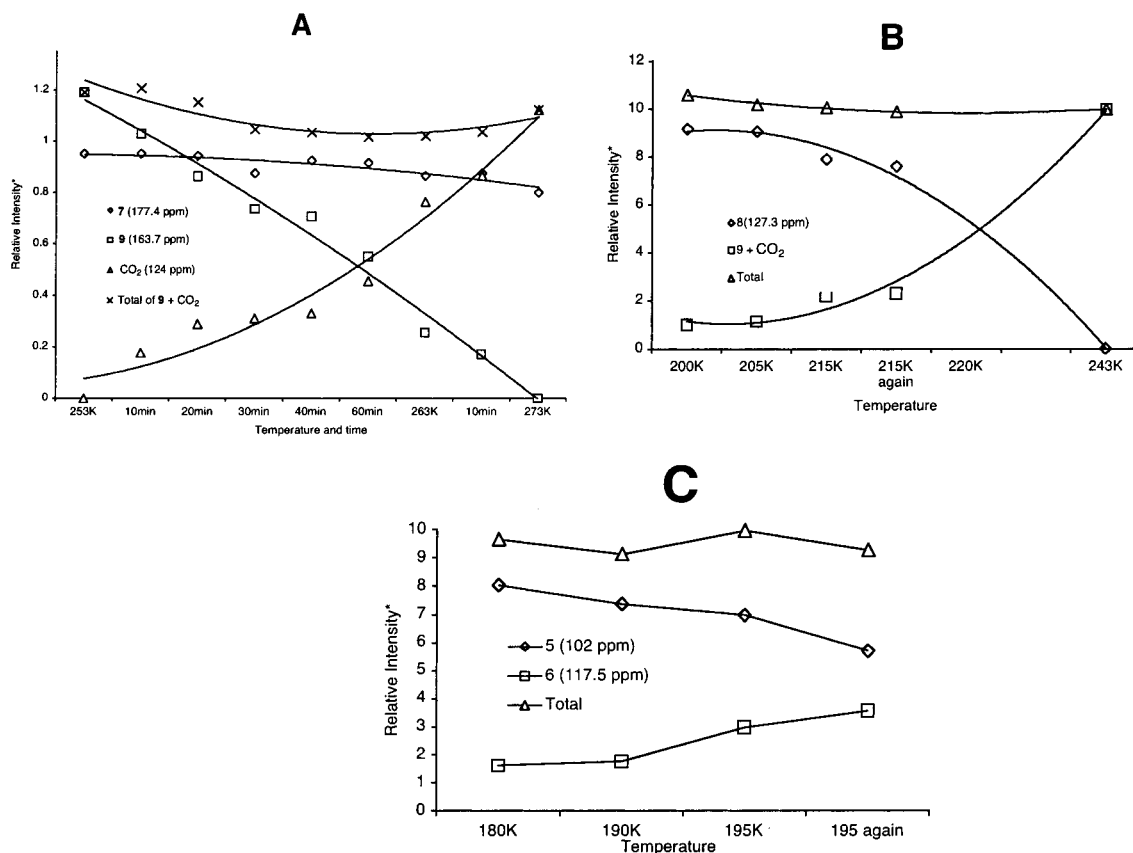 A
Relative Intensity*
1.2
1
0.8
0.6
0.4
0.2
0
7 (177.4 ppm)
9 (163.7 ppm)
CO₂ (124 ppm)
Total of 9 + CO₂
253K 10min 20min 30min 40min 60min 263K 10min 273K
Temperature and time
B
Relative Intensity*
12
10
8
6
4
2
0
8(127.3 ppm)
9 + CO₂
Total
200K 205K 215K 215K 220K 243K
again
Temperature
C
Relative Intensity*
10
9
8
7
6
5
4
3
2
1
0
5 (102 ppm)
6 (117.5 ppm)
Total
180K 190K 195K 195 again
Temperature